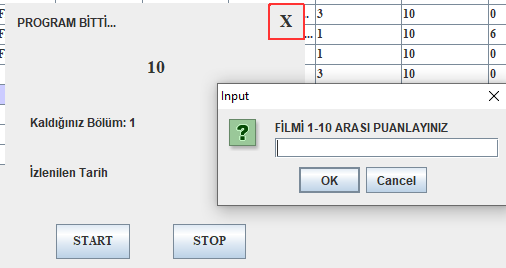 F
F
PROGRAM BİTTİ...
X
10
Kaldığınız Bölüm: 1
İzlenilen Tarih
START
STOP
.. 3 10 0
... 1 10 6
1 10 0
3 10 0
Input
?
FİLMİ 1-10 ARASI PUANLAYINIZ
OK
Cancel